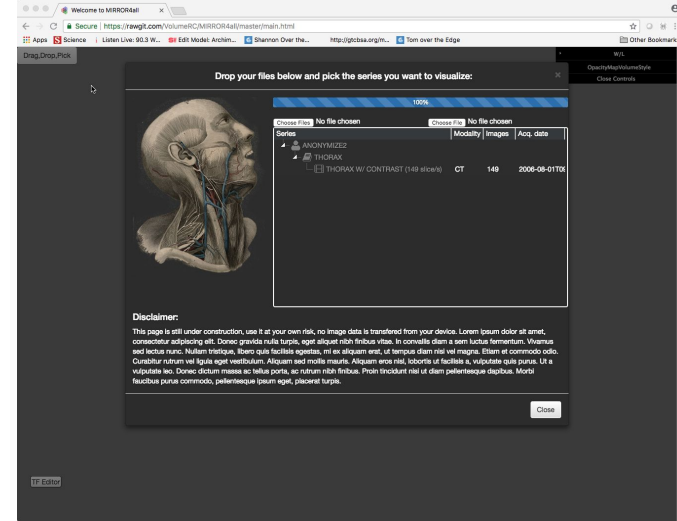 Welcome to MIRROR4all
Secure https://rawgit.com/VolumeRC/MIRROR4all/master/main.html
Apps Science Listen Live: 90.3 W... Edit Model: Archim... Shannon Over the... http://gtcbsa.org/m... Tom over the Edge Other Bookmark
Drag,Drop,Pick
W/L
OpacityMapVolumeStyle
Close Controls
Drop your files below and pick the series you want to visualize:
100%
Choose Files No file chosen Choose File No file chosen
Series Modality Images Acq. date
ANONYMIZE2
THORAX
THORAX W/ CONTRAST (149 slice/s) CT 149 2006-08-01T09
Disclaimer:
This page is still under construction, use it at your own risk, no image data is transfered from your device. Lorem ipsum dolor sit amet,
consectetur adipiscing elit. Donec gravida nulla turpis, eget aliquet nibh finibus vitae. In convallis diam a sem luctus fermentum. Vivamus
sed lectus nunc. Nullam tristique, libero quis facilisis egestas, mi ex aliquam erat, ut tempus diam nisi vel magna. Etiam et commodo odio.
Curabitur rutrum vel ligula eget vestibulum. Aliquam sed mollis mauris. Aliquam eros nisl, lobortis ut facilisis a, vulputate quis purus. Ut a
vulputate leo. Donec dictum massa ac tellus porta, ac rutrum nibh finibus. Proin tincidunt nisi ut diam pellentesque dapibus. Morbi
faucibus purus commodo, pellentesque ipsum eget, placerat turpis.
Close
TF Editor